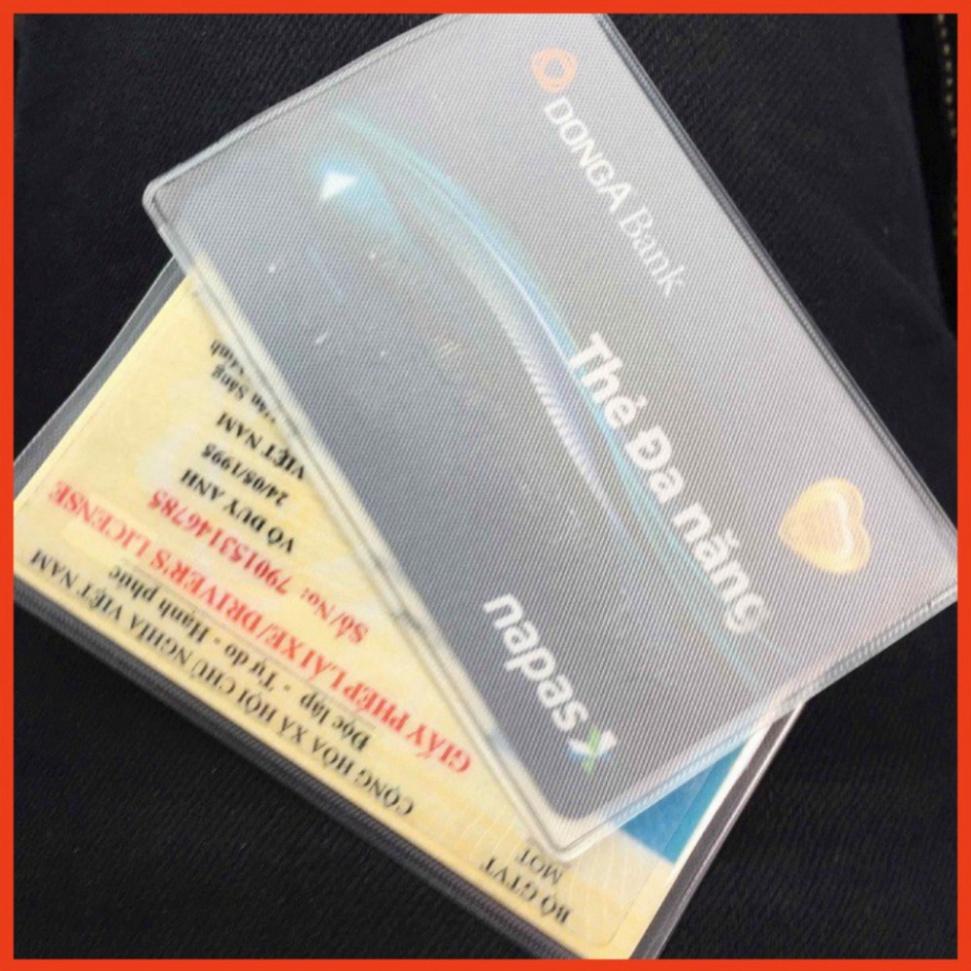 DONGA Bank
Thẻ Đa năng
napas
BỘ GTVT
MOT
CỘNG HÒA XÃ HỘI CHỦ NGHĨA VIỆT NAM
Độc lập - Tự do - Hạnh phúc
GIẤY PHÉP LÁI XE/DRIVER'S LICENSE
Số/No: 790153146785
VÕ DUY ANH
24/05/1995
VIỆT NAM